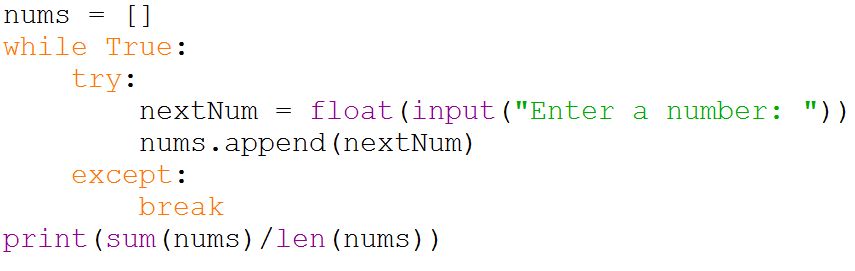 nums = []
while True:
    try:
        nextNum = float(input("Enter a number: "))
        nums.append(nextNum)
    except:
        break
print(sum(nums)/len(nums))